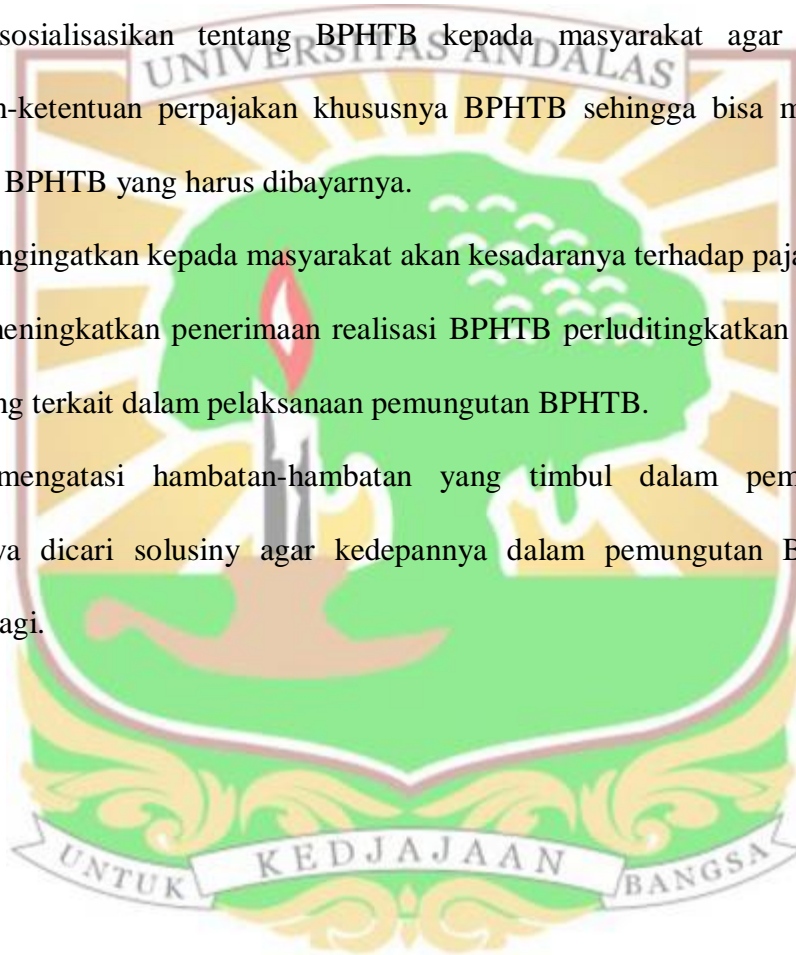 sosialisasikan tentang BPHTB kepada masyarakat agar
UNIVERSITAS ANDALAS
n-ketentuan perpajakan khususnya BPHTB sehingga bisa m
BPHTB yang harus dibayarnya.
ngingatkan kepada masyarakat akan kesadaranya terhadap paja
meningkatkan penerimaan realisasi BPHTB perluditingkatkan
ng terkait dalam pelaksanaan pemungutan BPHTB.
mengatasi hambatan-hambatan yang timbul dalam pem
ya dicari solusiny agar kedepannya dalam pemungutan B
agi.
UNTUK KEDJAJAAN BANGSA